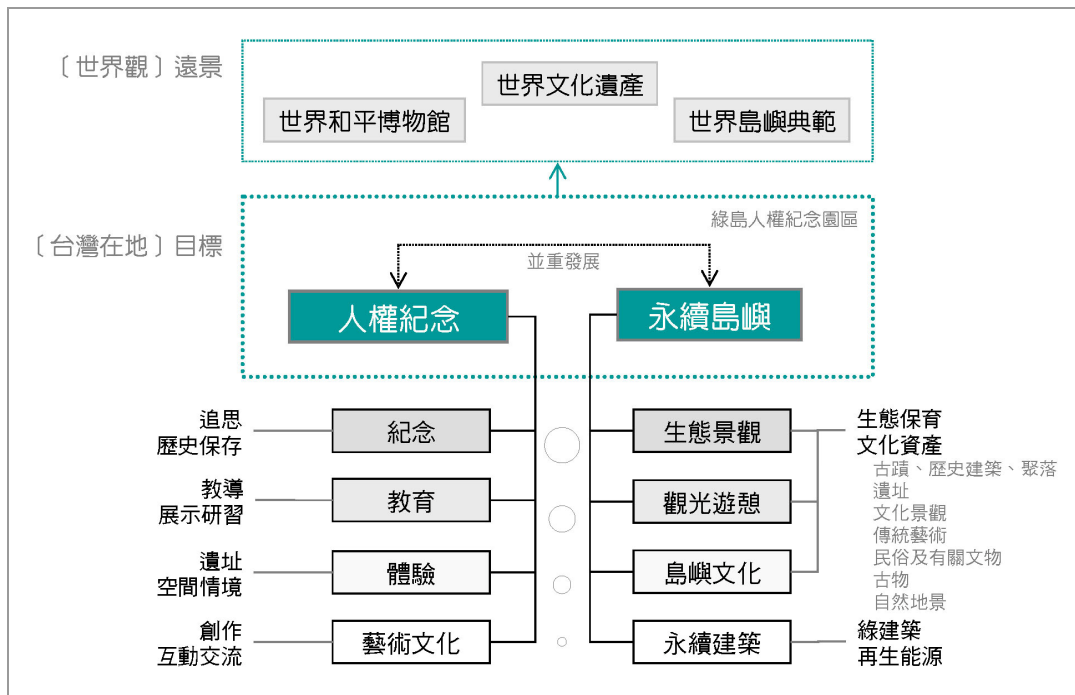 〔世界觀〕遠景
世界文化遺產
世界和平博物館
世界島嶼典範
〔台灣在地〕目標
綠島人權紀念園區
並重發展
人權紀念
永續島嶼
追思
歷史保存
紀念
教導
展示研習
教育
遺址
空間情境
體驗
創作
互動交流
藝術文化
生態景觀
觀光遊憩
島嶼文化
永續建築
生態保育
文化資產
古蹟、歷史建築、聚落
遺址
文化景觀
傳統藝術
民俗及有關文物
古物
自然地景
綠建築
再生能源